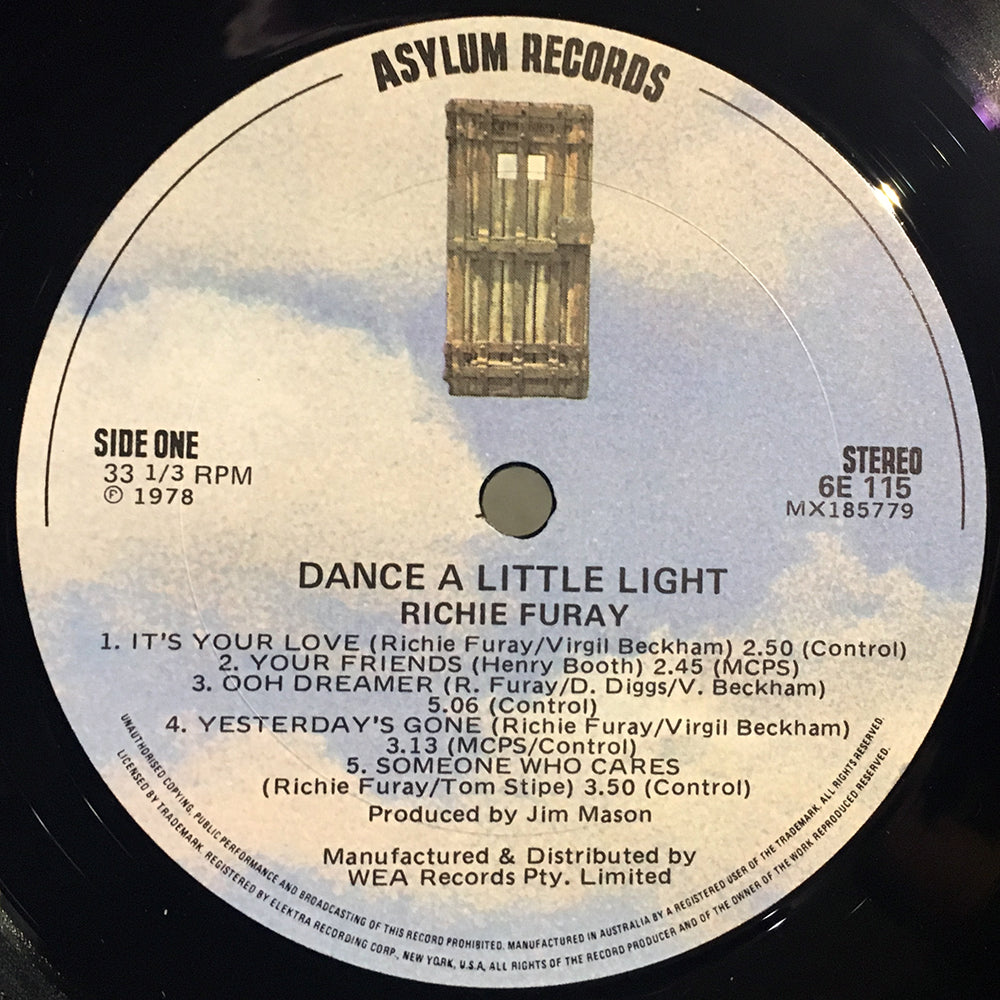 ASYLUM RECORDS
SIDE ONE
33 1/3 RPM
Ⓟ 1978
STEREO
6E 115
MX185779
DANCE A LITTLE LIGHT
RICHIE FURAY
1. IT'S YOUR LOVE (Richie Furay/Virgil Beckham) 2.50 (Control)
2. YOUR FRIENDS (Henry Booth) 2.45 (MCPS)
3. OOH DREAMER (R. Furay/D. Diggs/V. Beckham)
5.06 (Control)
4. YESTERDAY'S GONE (Richie Furay/Virgil Beckham)
3.13 (MCPS/Control)
5. SOMEONE WHO CARES
(Richie Furay/Tom Stipe) 3.50 (Control)
Produced by Jim Mason
Manufactured & Distributed by
WEA Records Pty. Limited
UNAUTHORISED COPYING, PUBLIC PERFORMANCE AND BROADCASTING OF THIS RECORD PROHIBITED. MANUFACTURED IN AUSTRALIA BY A REGISTERED USER OF THE TRADEMARK. ALL RIGHTS RESERVED.
LICENSED BY TRADEMARK. REGISTERED BY ELEKTRA RECORDING CORP., NEW YORK, U.S.A. ALL RIGHTS OF THE RECORD PRODUCER AND OF THE OWNER OF THE WORK REPRODUCED RESERVED.